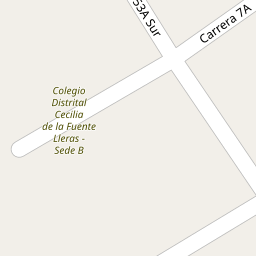 53A Sur
Carrera 7A
Colegio
Distrital
Cecilia
de la Fuente
Lleras -
Sede B